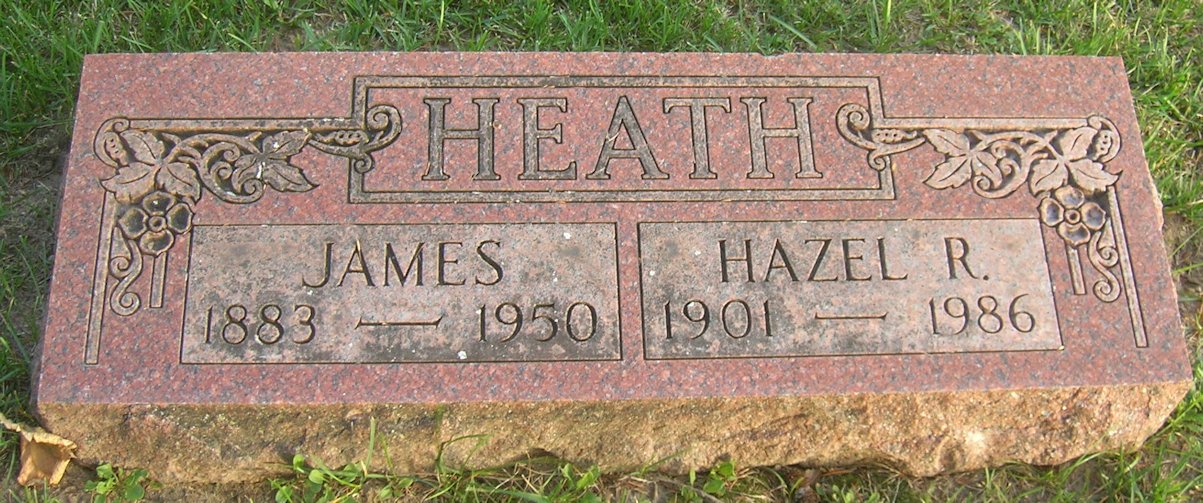 HEATH
JAMES
1883 — 1950
HAZEL R.
1901 — 1986